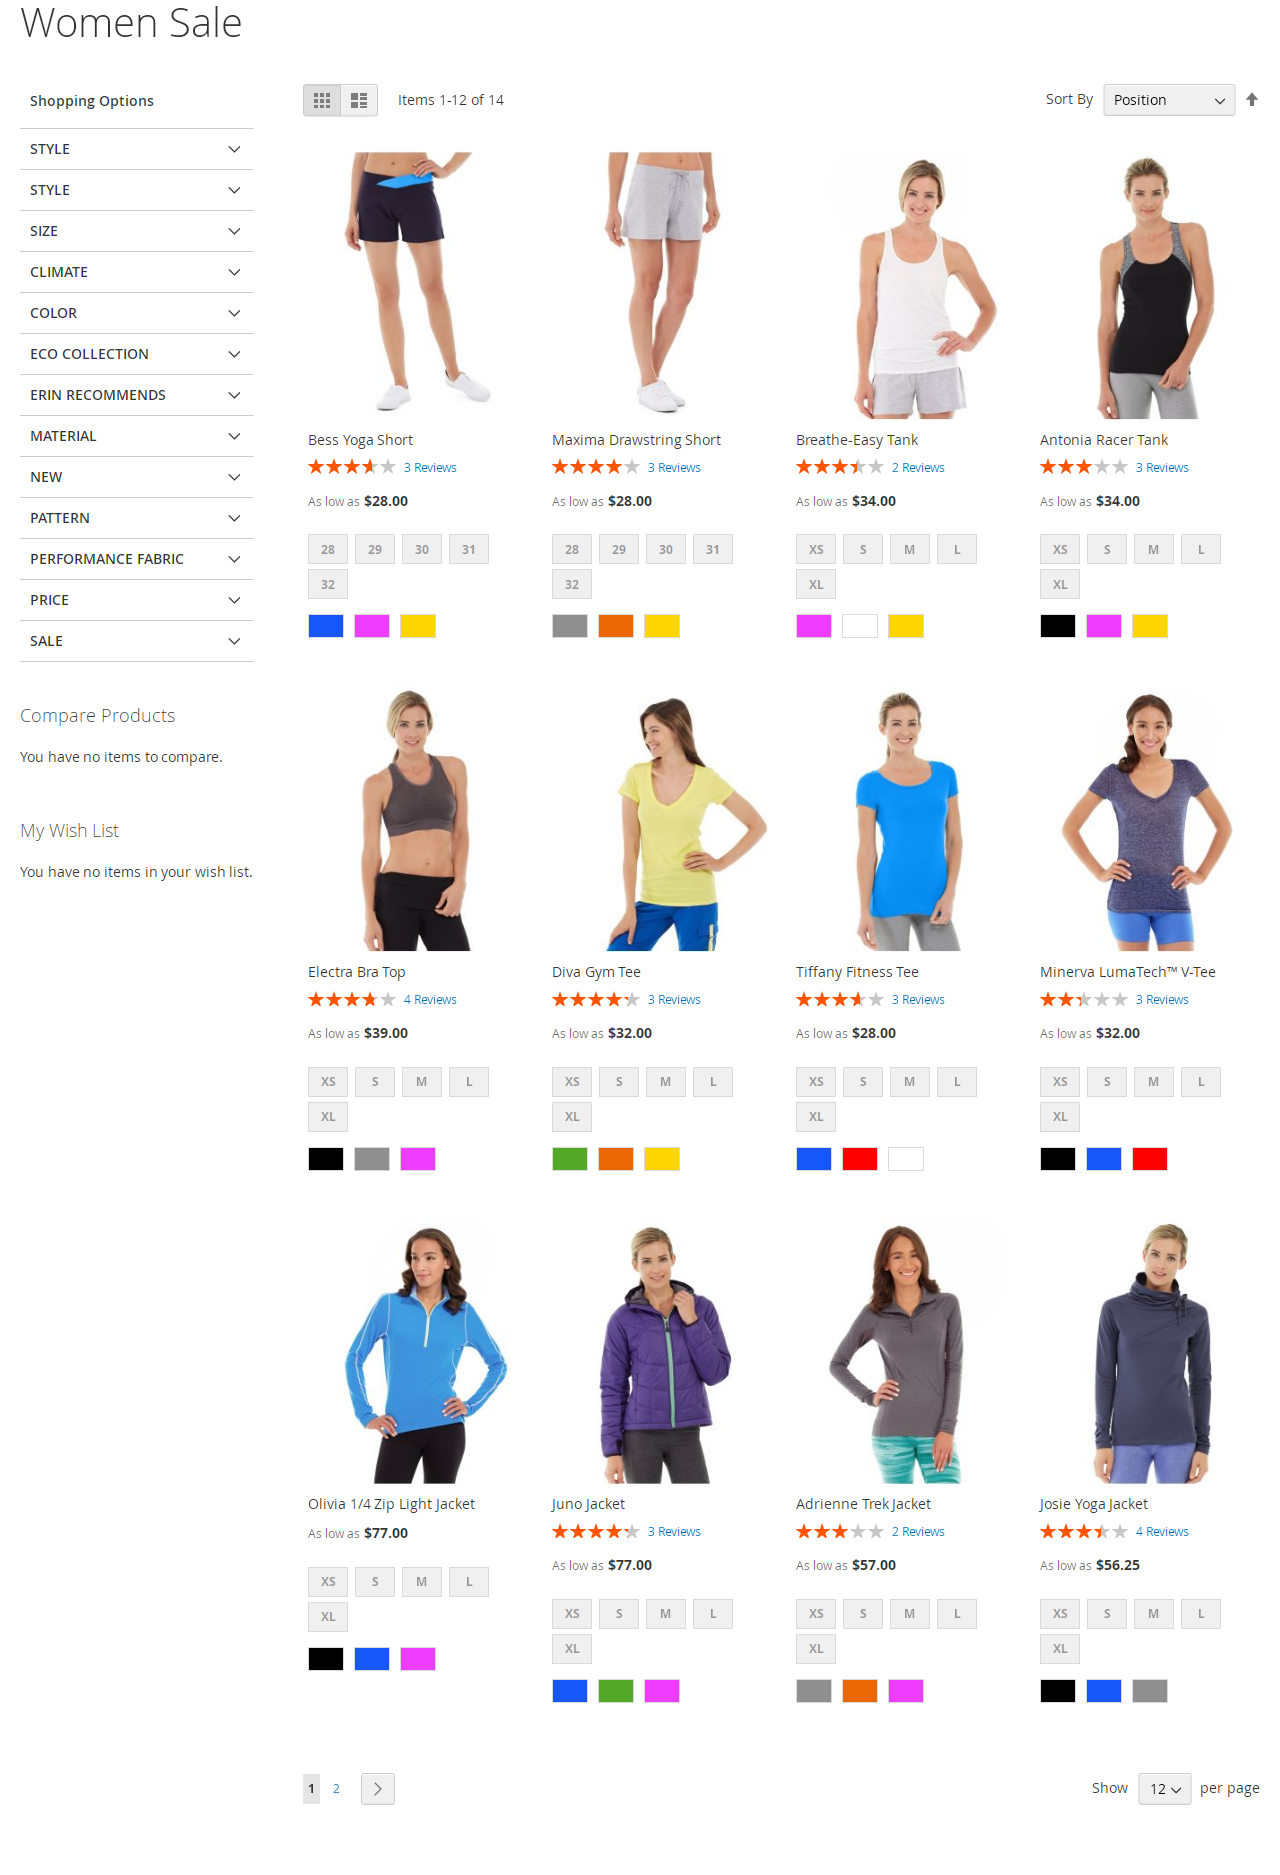 Women Sale
Shopping Options
STYLE
STYLE
SIZE
CLIMATE
COLOR
ECO COLLECTION
ERIN RECOMMENDS
MATERIAL
NEW
PATTERN
PERFORMANCE FABRIC
PRICE
SALE
Compare Products
You have no items to compare.
My Wish List
You have no items in your wish list.
Items 1-12 of 14
Sort By Position
Bess Yoga Short
3 Reviews
As low as $28.00
28 29 30 31
32
Maxima Drawstring Short
3 Reviews
As low as $28.00
28 29 30 31
32
Breathe-Easy Tank
2 Reviews
As low as $34.00
XS S M L
XL
Antonia Racer Tank
3 Reviews
As low as $34.00
XS S M L
XL
Electra Bra Top
4 Reviews
As low as $39.00
XS S M L
XL
Diva Gym Tee
3 Reviews
As low as $32.00
XS S M L
XL
Tiffany Fitness Tee
3 Reviews
As low as $28.00
XS S M L
XL
Minerva LumaTech™ V-Tee
3 Reviews
As low as $32.00
XS S M L
XL
Olivia 1/4 Zip Light Jacket
As low as $77.00
XS S M L
XL
Juno Jacket
3 Reviews
As low as $77.00
XS S M L
XL
Adrienne Trek Jacket
2 Reviews
As low as $57.00
XS S M L
XL
Josie Yoga Jacket
4 Reviews
As low as $56.25
XS S M L
XL
1 2
Show 12 per page